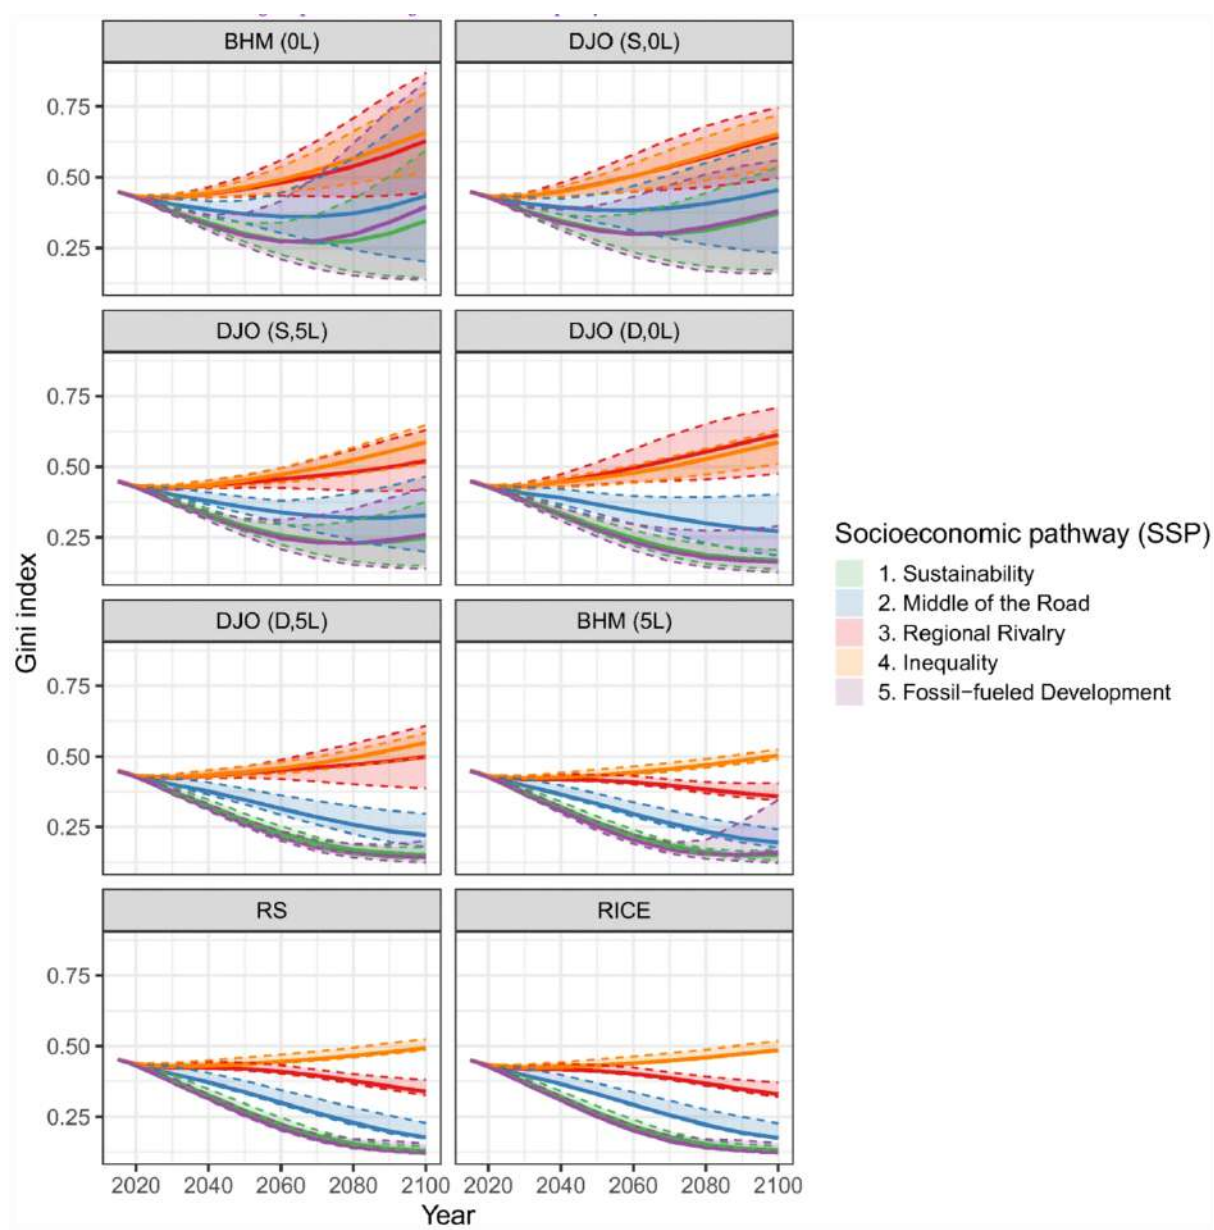 BHM (0L) DJO (S,0L)
0.75
0.50
0.25
DJO (S,5L) DJO (D,0L)
0.75
0.50
0.25
DJO (D,5L) BHM (5L)
0.75
0.50
0.25
RS RICE
0.75
0.50
0.25
2020 2040 2060 2080 2100 2020 2040 2060 2080 2100
Year
Gini index
Socioeconomic pathway (SSP)
1. Sustainability
2. Middle of the Road
3. Regional Rivalry
4. Inequality
5. Fossil−fueled Development